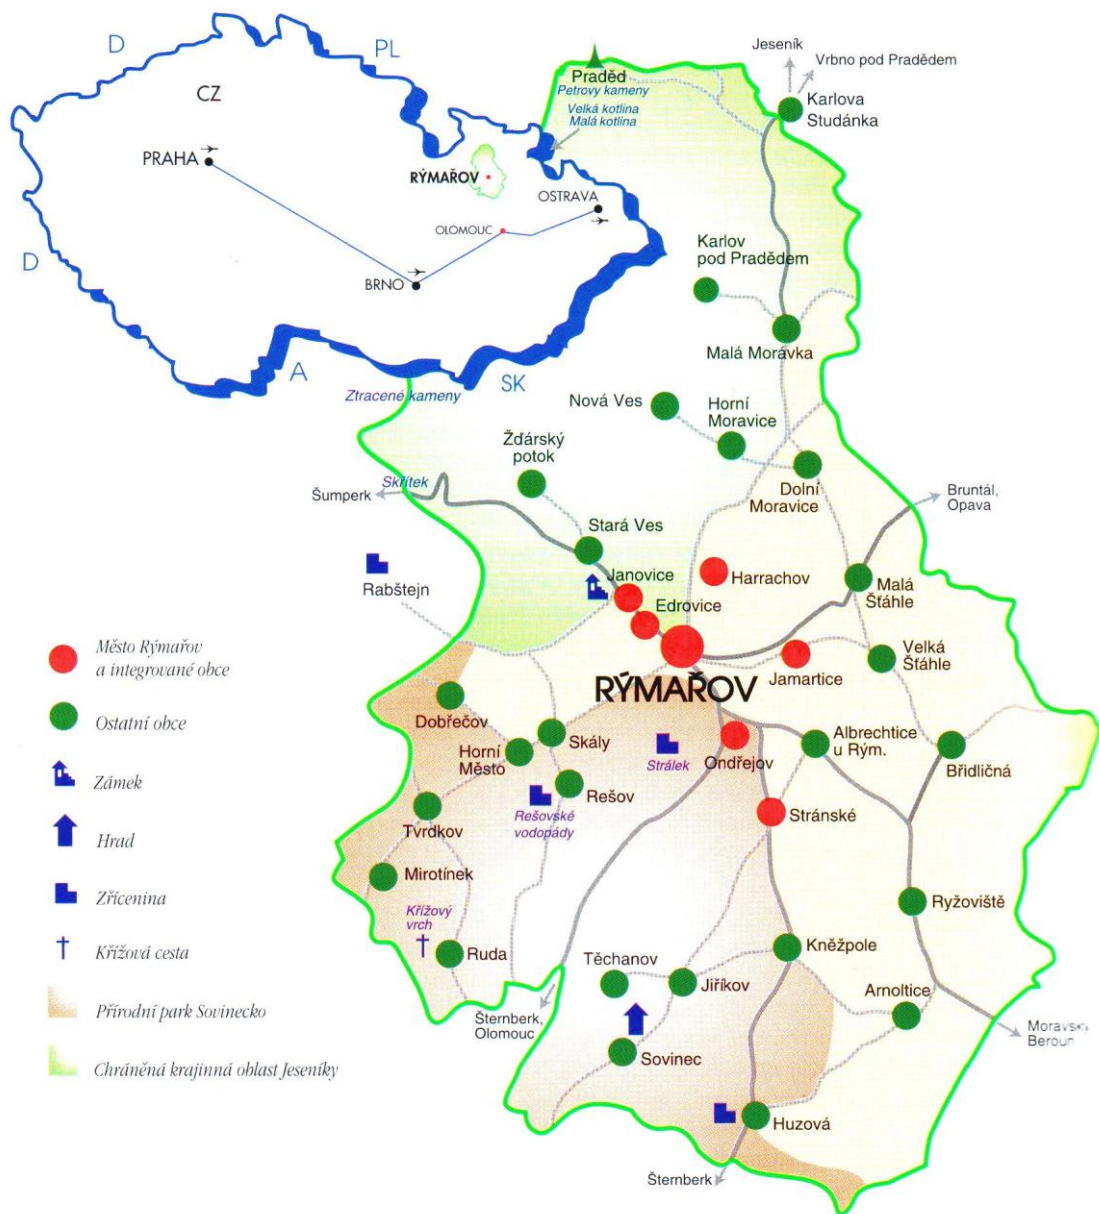 D
PL
CZ
PRAHA
RÝMAŘOV
OSTRAVA
OLOMOUC
D
BRNO
A
SK
Jeseník
Vrbno pod Pradědem
Praděd
Petrovy kameny
Velká kotlina
Malá kotlina
Karlova
Studánka
Karlov
pod Pradědem
Malá Morávka
Ztracené kameny
Nová Ves
Horní
Moravice
Žďárský
potok
Skřítek
Šumperk
Dolní
Moravice
Bruntál,
Opava
Stará Ves
Rabštejn
Janovice
Harrachov
Malá
Šťáhle
Edrovice
Město Rýmařov
a integrované obce
Velká
Šťáhle
Jamartice
RÝMAŘOV
Ostatní obce
Dobřečov
Skály
Horní
Město
Strálek
Ondřejov
Albrechtice
u Rým.
Břidličná
Zámek
Rešov
Rešovské
vodopády
Stránské
Hrad
Tvrdkov
Mirotínek
Zřícenina
Ryžoviště
Křížový
vrch
Křížová cesta
Ruda
Kněžpole
Těchanov
Jiříkov
Arnoltice
Přírodní park Sovinecko
Šternberk,
Olomouc
Moravský
Beroun
Sovinec
Chráněná krajinná oblast Jeseníky
Huzová
Šternberk